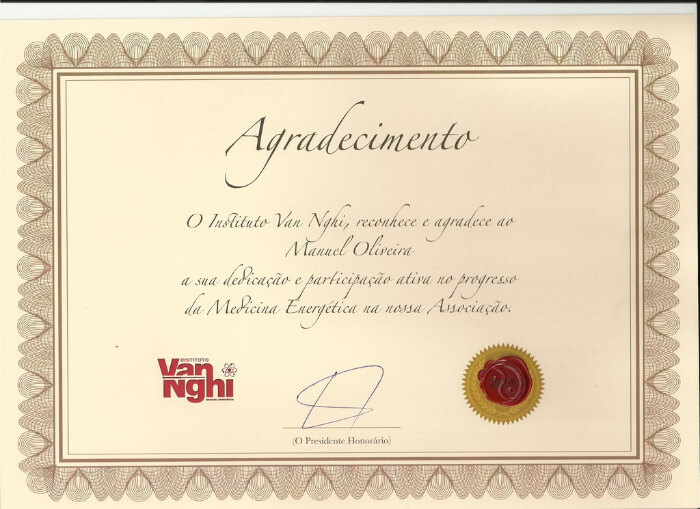 Agradecimento
O Instituto Van Nghi, reconhece e agradece ao
Manuel Oliveira
a sua dedicação e participação ativa no progresso
da Medicina Energética na nossa Associação.
INSTITUTO
Van
Nghi
(O Presidente Honorário)